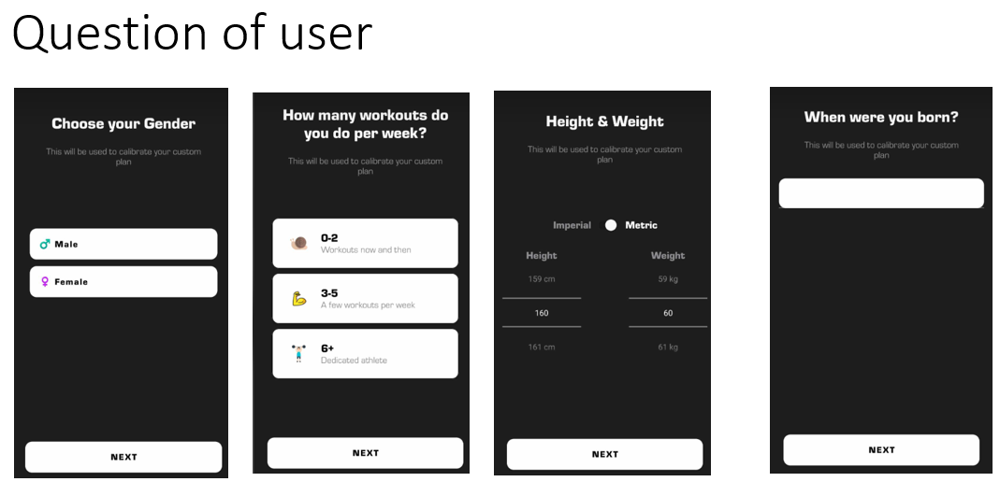 Question of user
Choose your Gender
This will be used to calibrate your custom
plan
Male
Female
NEXT
How many workouts do
you do per week?
This will be used to calibrate your custom
plan
0-2
Workouts now and then
3-5
A few workouts per week
6+
Dedicated athlete
NEXT
Height & Weight
This will be used to calibrate your custom
plan
Imperial Metric
Height Weight
159 cm 59 kg
160 60
161 cm 61 kg
NEXT
When were you born?
This will be used to calibrate your custom
plan
NEXT